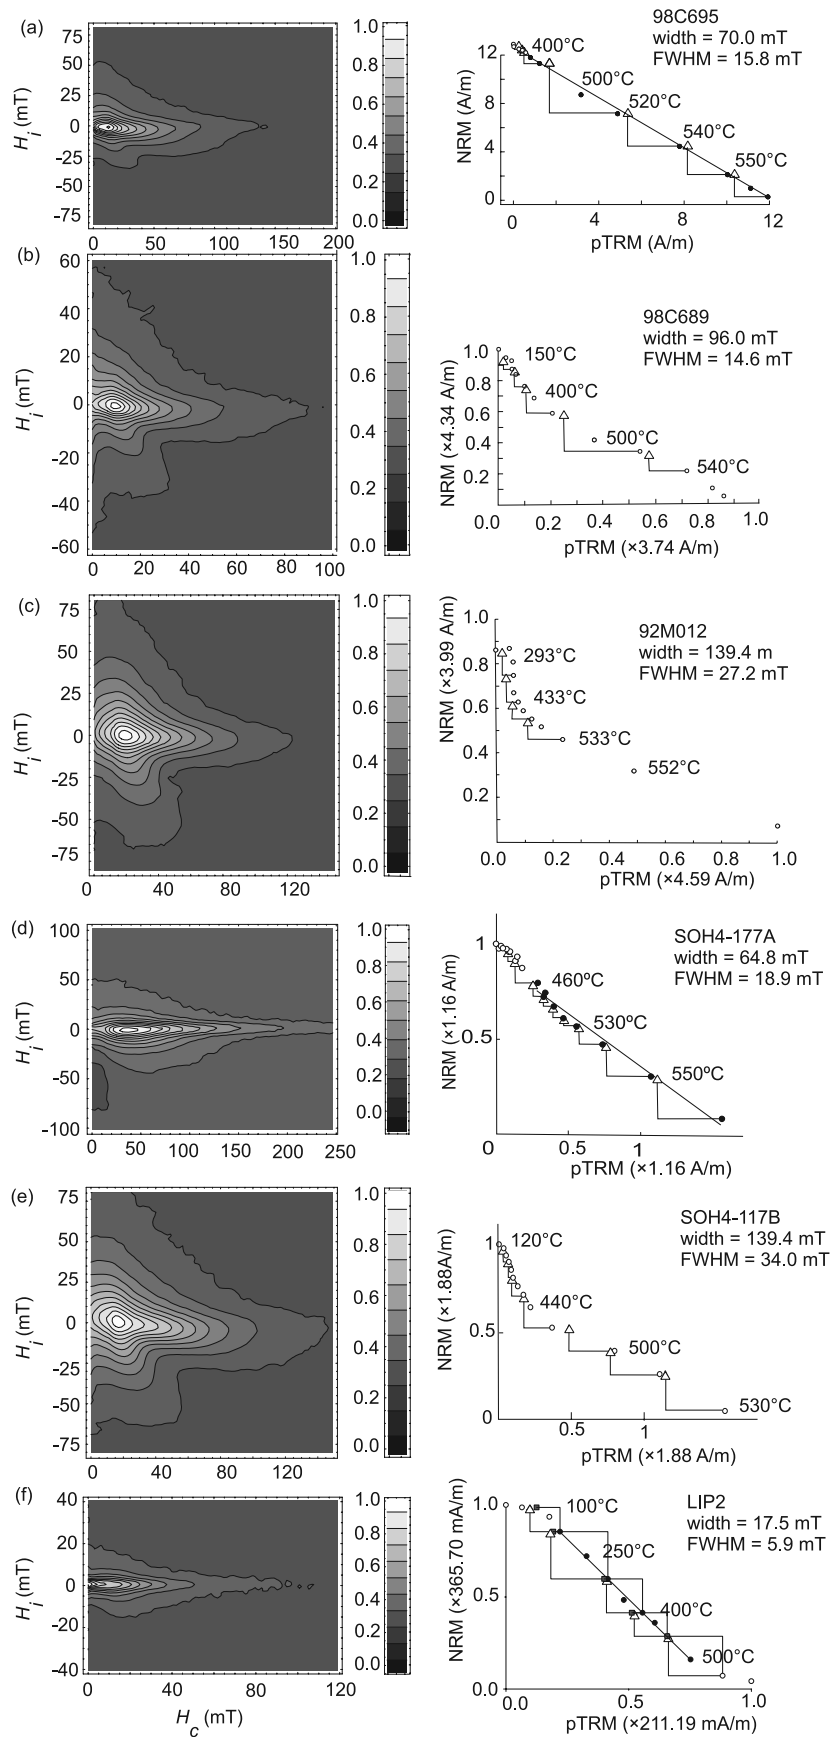 (a)
75
50
25
0
-25
-50
-75
H_i (mT)
0 50 100 150 200
1.0
0.8
0.6
0.4
0.2
0.0
98C695
width = 70.0 mT
FWHM = 15.8 mT
NRM (A/m)
12
8
4
0
400°C
500°C
520°C
540°C
550°C
0 4 8 12
pTRM (A/m)
(b)
60
40
20
0
-20
-40
-60
H_i (mT)
0 20 40 60 80 100
1.0
0.8
0.6
0.4
0.2
0.0
98C689
width = 96.0 mT
FWHM = 14.6 mT
NRM (×4.34 A/m)
1.0
0.8
0.6
0.4
0.2
150°C
400°C
500°C
540°C
0.0 0.2 0.4 0.6 0.8 1.0
pTRM (×3.74 A/m)
(c)
75
50
25
0
-25
-50
-75
H_i (mT)
0 40 80 120
1.0
0.8
0.6
0.4
0.2
0.0
92M012
width = 139.4 m
FWHM = 27.2 mT
NRM (×3.99 A/m)
1.0
0.8
0.6
0.4
0.2
293°C
433°C
533°C
552°C
0.0 0.2 0.4 0.6 0.8 1.0
pTRM (×4.59 A/m)
(d)
100
50
0
-50
-100
H_i (mT)
0 50 100 150 200 250
1.0
0.8
0.6
0.4
0.2
0.0
SOH4-177A
width = 64.8 mT
FWHM = 18.9 mT
NRM (×1.16 A/m)
1
0.5
460ºC
530°C
550ºC
0 0.5 1
pTRM (×1.16 A/m)
(e)
75
50
25
0
-25
-50
-75
H_i (mT)
0 40 80 120
1.0
0.8
0.6
0.4
0.2
0.0
SOH4-117B
width = 139.4 mT
FWHM = 34.0 mT
NRM (×1.88A/m)
1
0.5
0
120°C
440°C
500°C
530°C
0.5 1
pTRM (×1.88 A/m)
(f)
40
20
0
-20
-40
H_i (mT)
0 20 40 60 80 100 120
H_c (mT)
1.0
0.8
0.6
0.4
0.2
0.0
LIP2
width = 17.5 mT
FWHM = 5.9 mT
NRM (×365.70 mA/m)
1.0
0.5
0.0
100°C
250°C
400°C
500°C
0.0 0.5 1.0
pTRM (×211.19 mA/m)